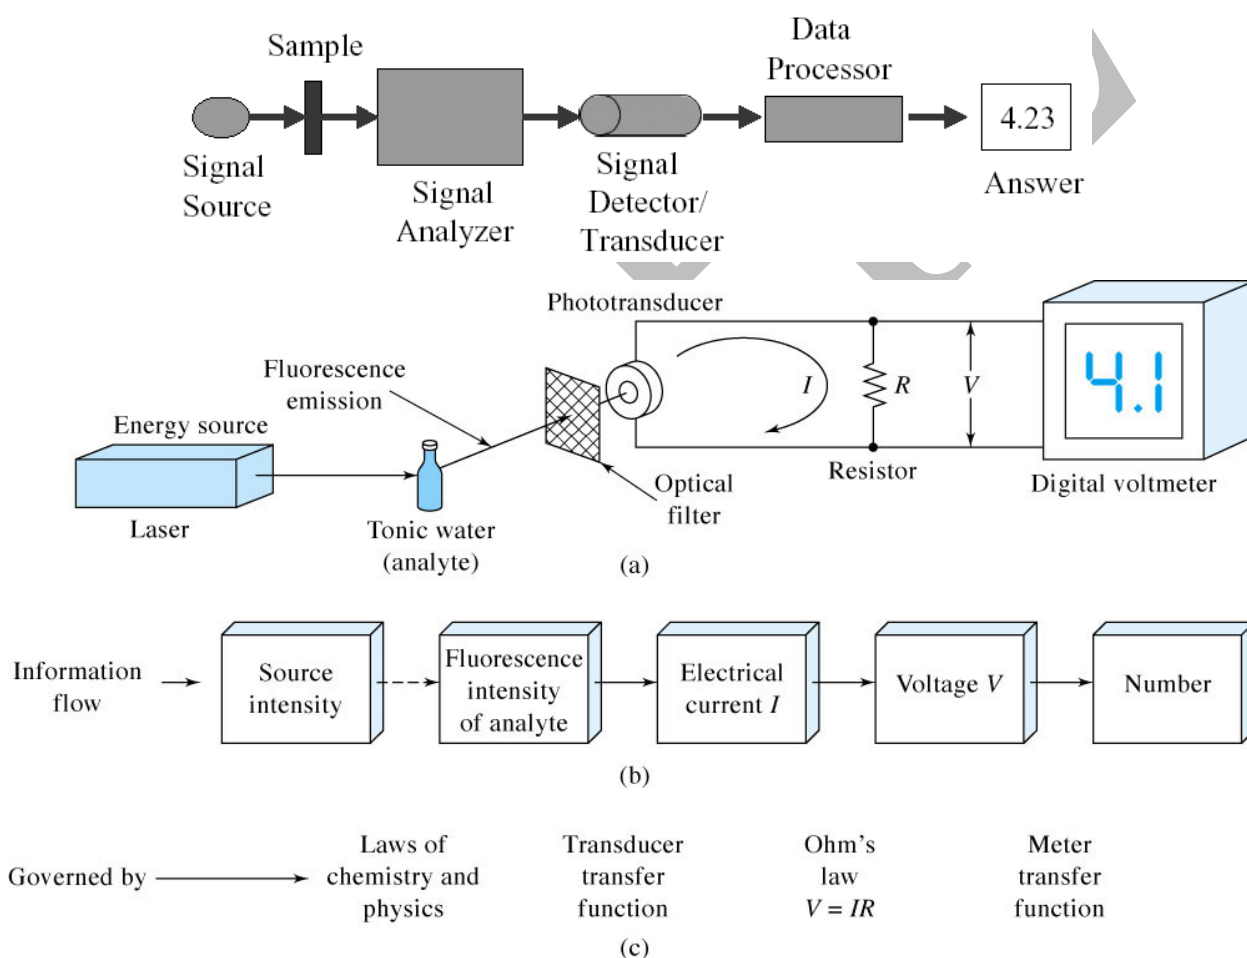 Sample
Data
Processor
4.23
Signal
Source
Signal
Analyzer
Signal
Detector/
Transducer
Answer
Phototransducer
Fluorescence
emission
Energy source
I
R
V
4.1
Laser
Tonic water
(analyte)
Optical
filter
Resistor
Digital voltmeter
(a)
Information
flow
Source
intensity
Fluorescence
intensity
of analyte
Electrical
current I
Voltage V
Number
(b)
Governed by
Laws of
chemistry and
physics
Transducer
transfer
function
Ohm's
law
V = IR
Meter
transfer
function
(c)